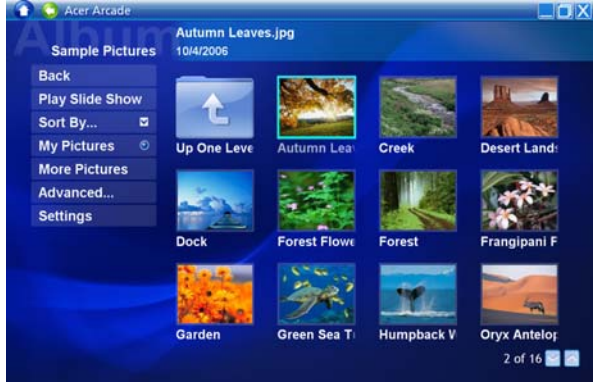 Acer Arcade
Album
Autumn Leaves.jpg
Sample Pictures
10/4/2006
Back
Play Slide Show
Sort By...
My Pictures
More Pictures
Advanced...
Settings
Up One Leve
Autumn Leav
Creek
Desert Lands
Dock
Forest Flowe
Forest
Frangipani F
Garden
Green Sea T
Humpback W
Oryx Antelop
2 of 16